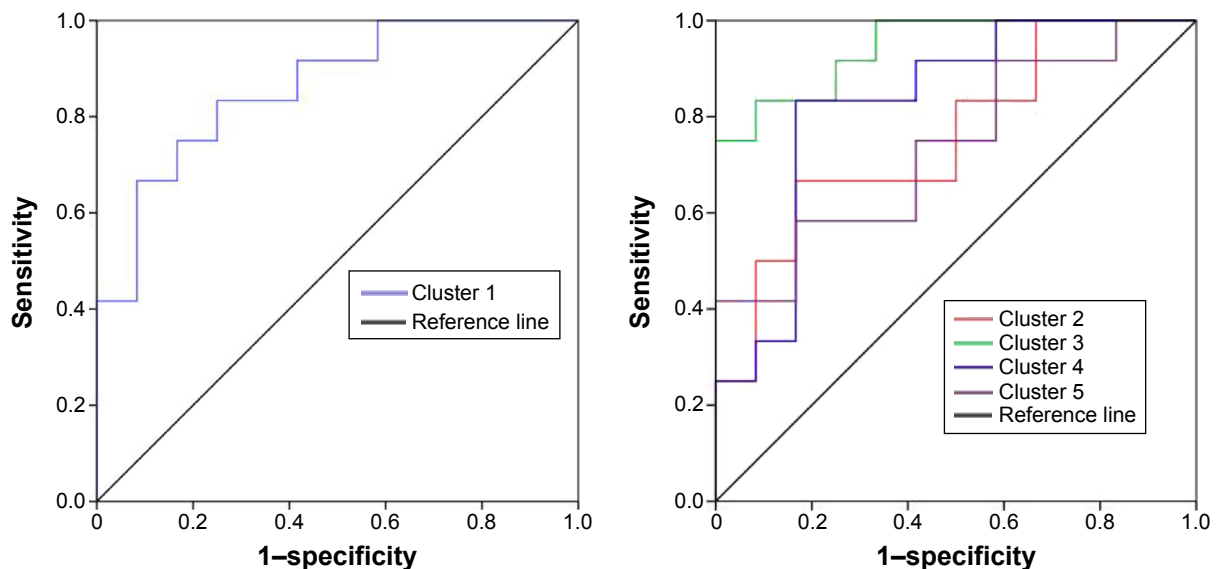 1.0
0.8
0.6
0.4
0.2
0.0
Sensitivity
0
0.2
0.4
0.6
0.8
1.0
1–specificity
Cluster 1
Reference line
1.0
0.8
0.6
0.4
0.2
0.0
Sensitivity
0
0.2
0.4
0.6
0.8
1.0
1–specificity
Cluster 2
Cluster 3
Cluster 4
Cluster 5
Reference line